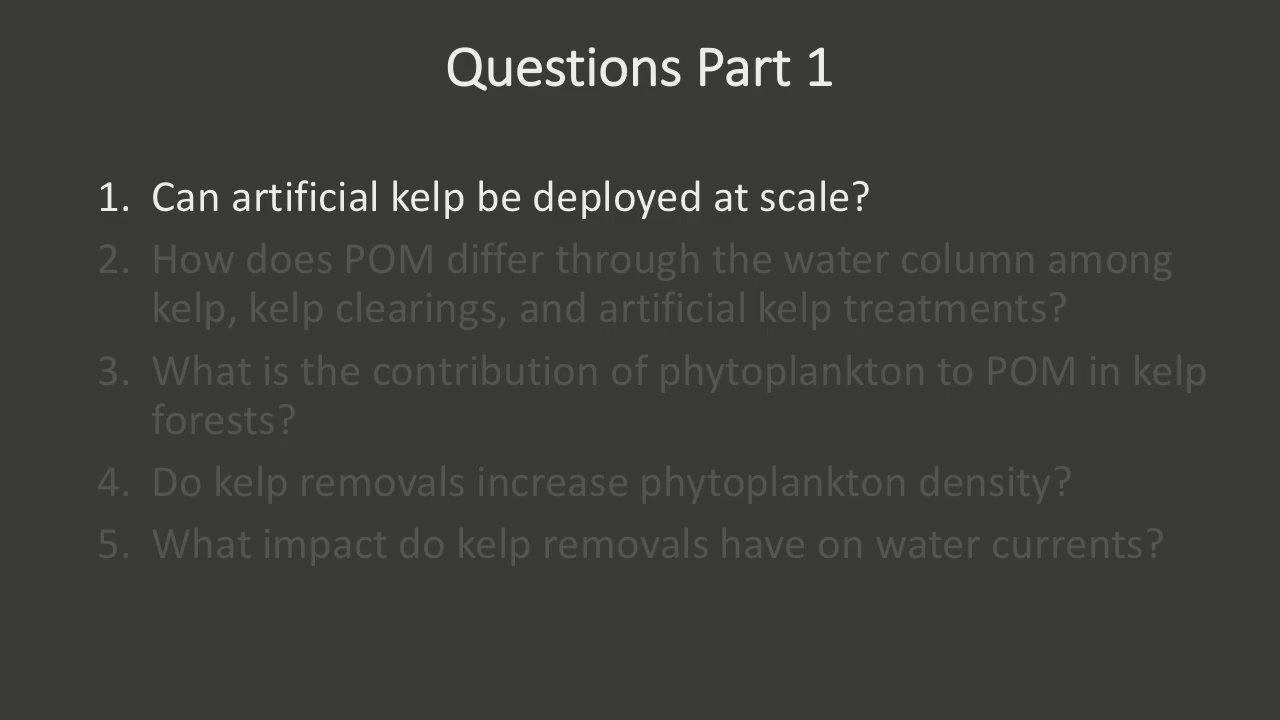 Questions Part 1
1. Can artificial kelp be deployed at scale?
2. How does POM differ through the water column among
kelp, kelp clearings, and artificial kelp treatments?
3. What is the contribution of phytoplankton to POM in kelp
forests?
4. Do kelp removals increase phytoplankton density?
5. What impact do kelp removals have on water currents?